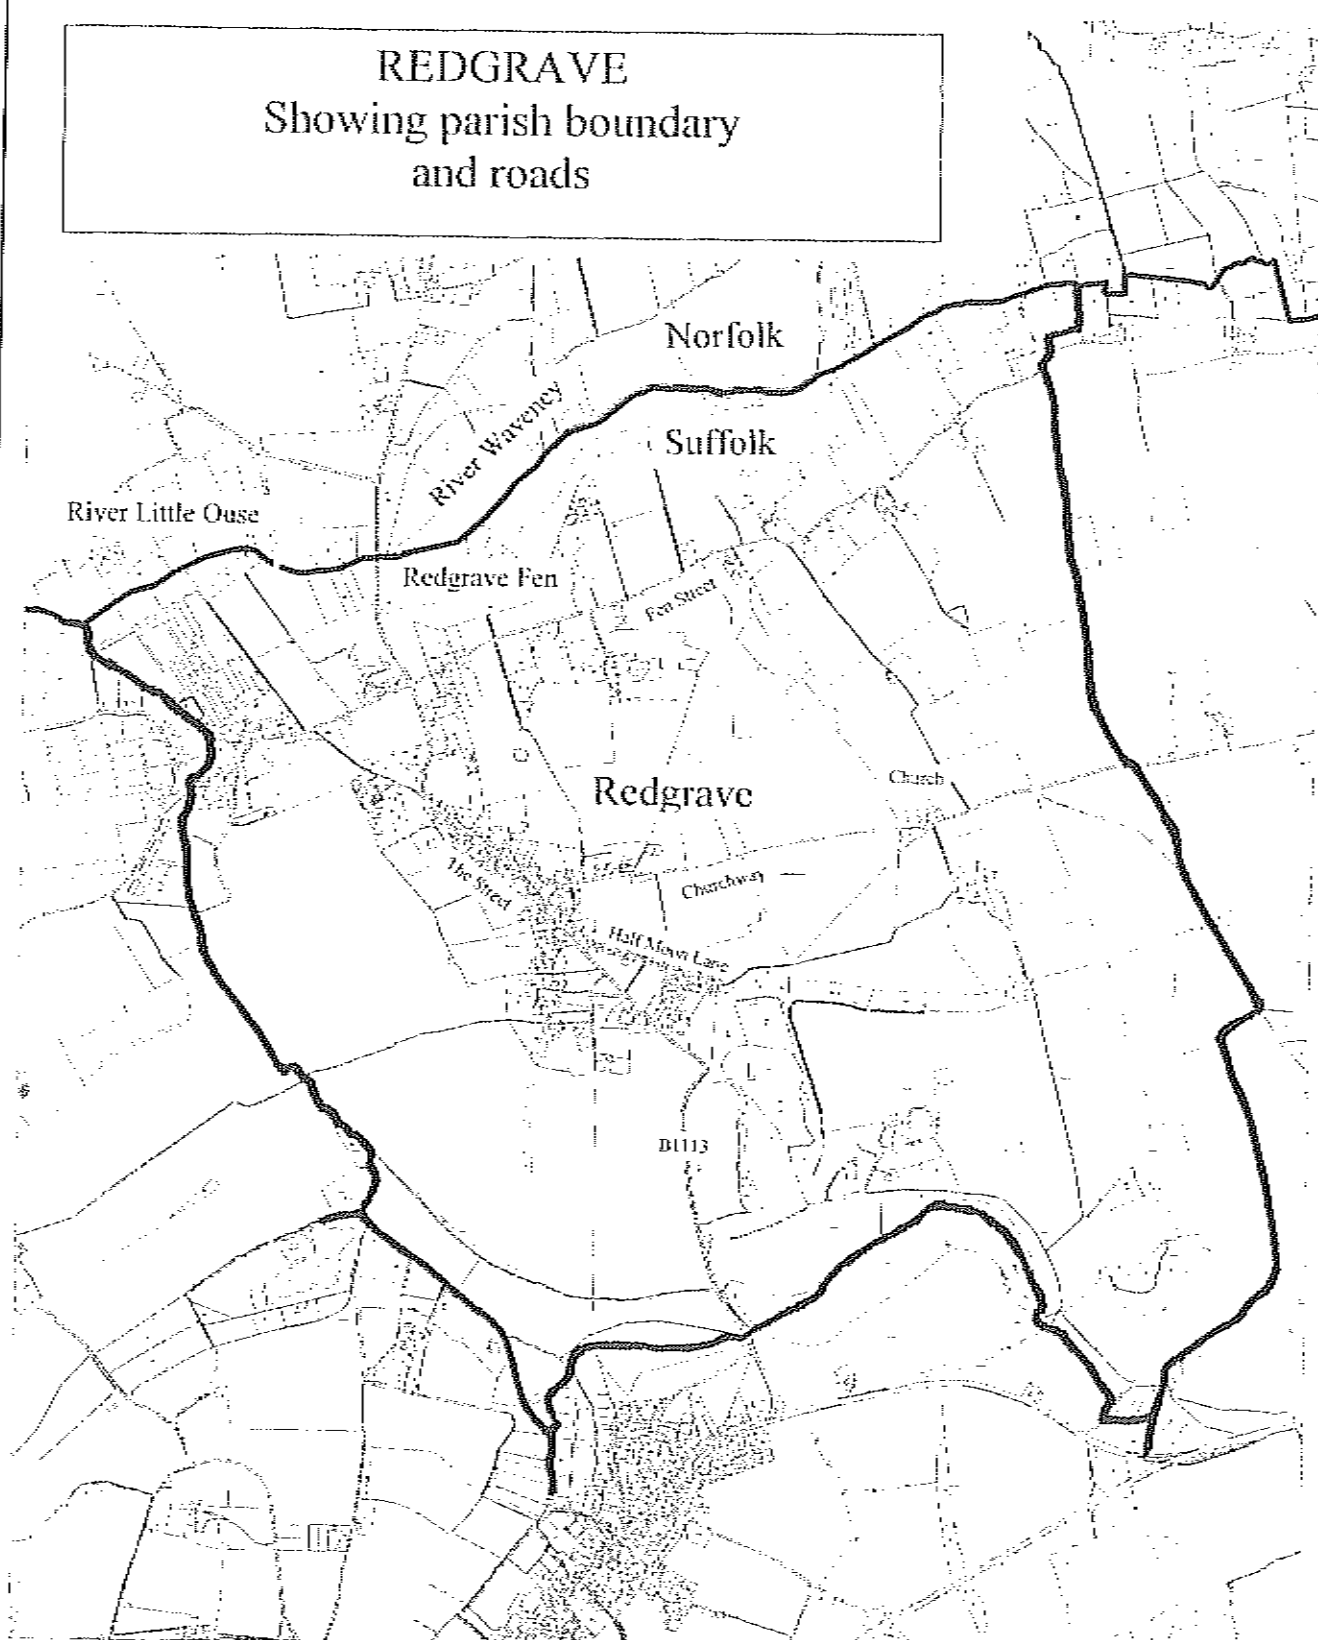 REDGRAVE
Showing parish boundary
and roads
Norfolk
River Waveney
Suffolk
River Little Ouse
Redgrave Fen
Fen Street
Church
Redgrave
The Street
Churchway
Half Moon Lane
B1113